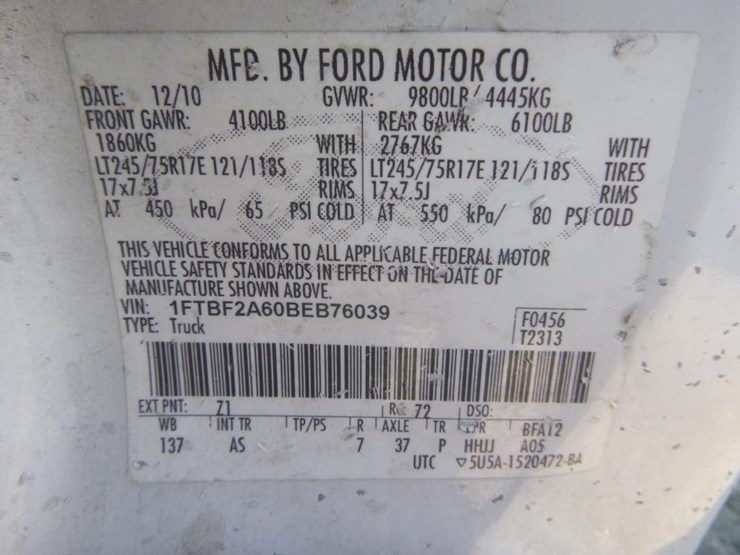 MFD. BY FORD MOTOR CO.
DATE: 12/10 GVWR: 9800LB/ 4445KG
FRONT GAWR: 4100LB REAR GAWR: 6100LB
1860KG WITH 2767KG WITH
LT245/75R17E 121/118S TIRES LT245/75R17E 121/118S TIRES
17x7.5J RIMS 17x7.5J RIMS
AT 450 kPa/ 65 PSI COLD AT 550 kPa/ 80 PSI COLD
THIS VEHICLE CONFORMS TO ALL APPLICABLE FEDERAL MOTOR
VEHICLE SAFETY STANDARDS IN EFFECT ON THE DATE OF
MANUFACTURE SHOWN ABOVE.
VIN: 1FTBF2A60BEB76039
TYPE: Truck
F0456
T2313
EXT PNT: Z1 RC: 72 DSO:
WB INT TR TP/PS R AXLE TR SPR BFA12
137 AS 7 37 P HHJJ A05
UTC ▽5U5A-1520472-BA